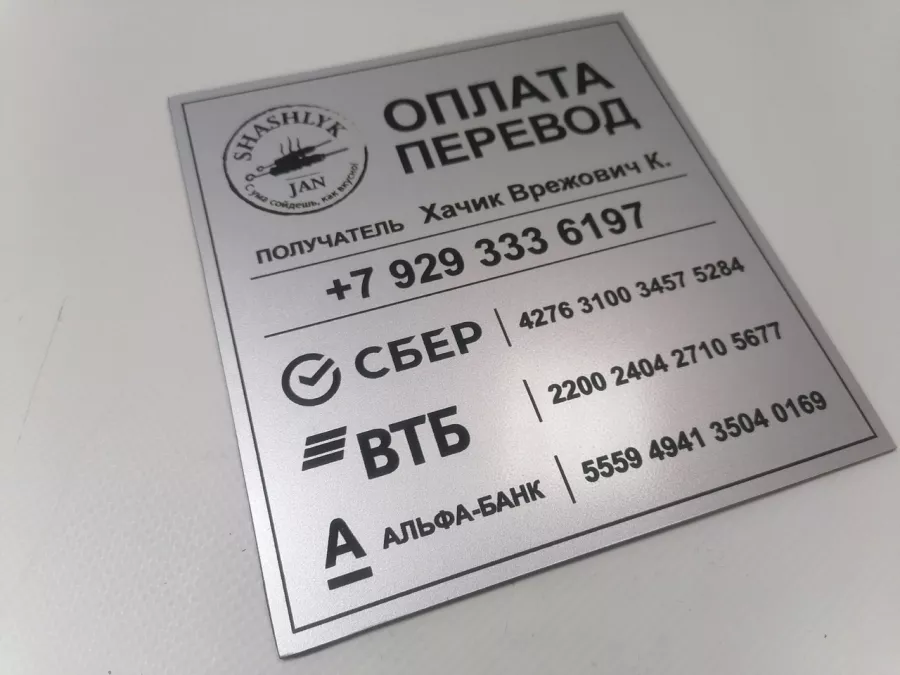 SHASHLYK
JAN
С ума сойдешь, как вкусно!
ОПЛАТА
ПЕРЕВОД
ПОЛУЧАТЕЛЬ Хачик Врежович К.
+7 929 333 6197
СБЕР 4276 3100 3457 5284
ВТБ 2200 2404 2710 5677
А АЛЬФА-БАНК 5559 4941 3504 0169